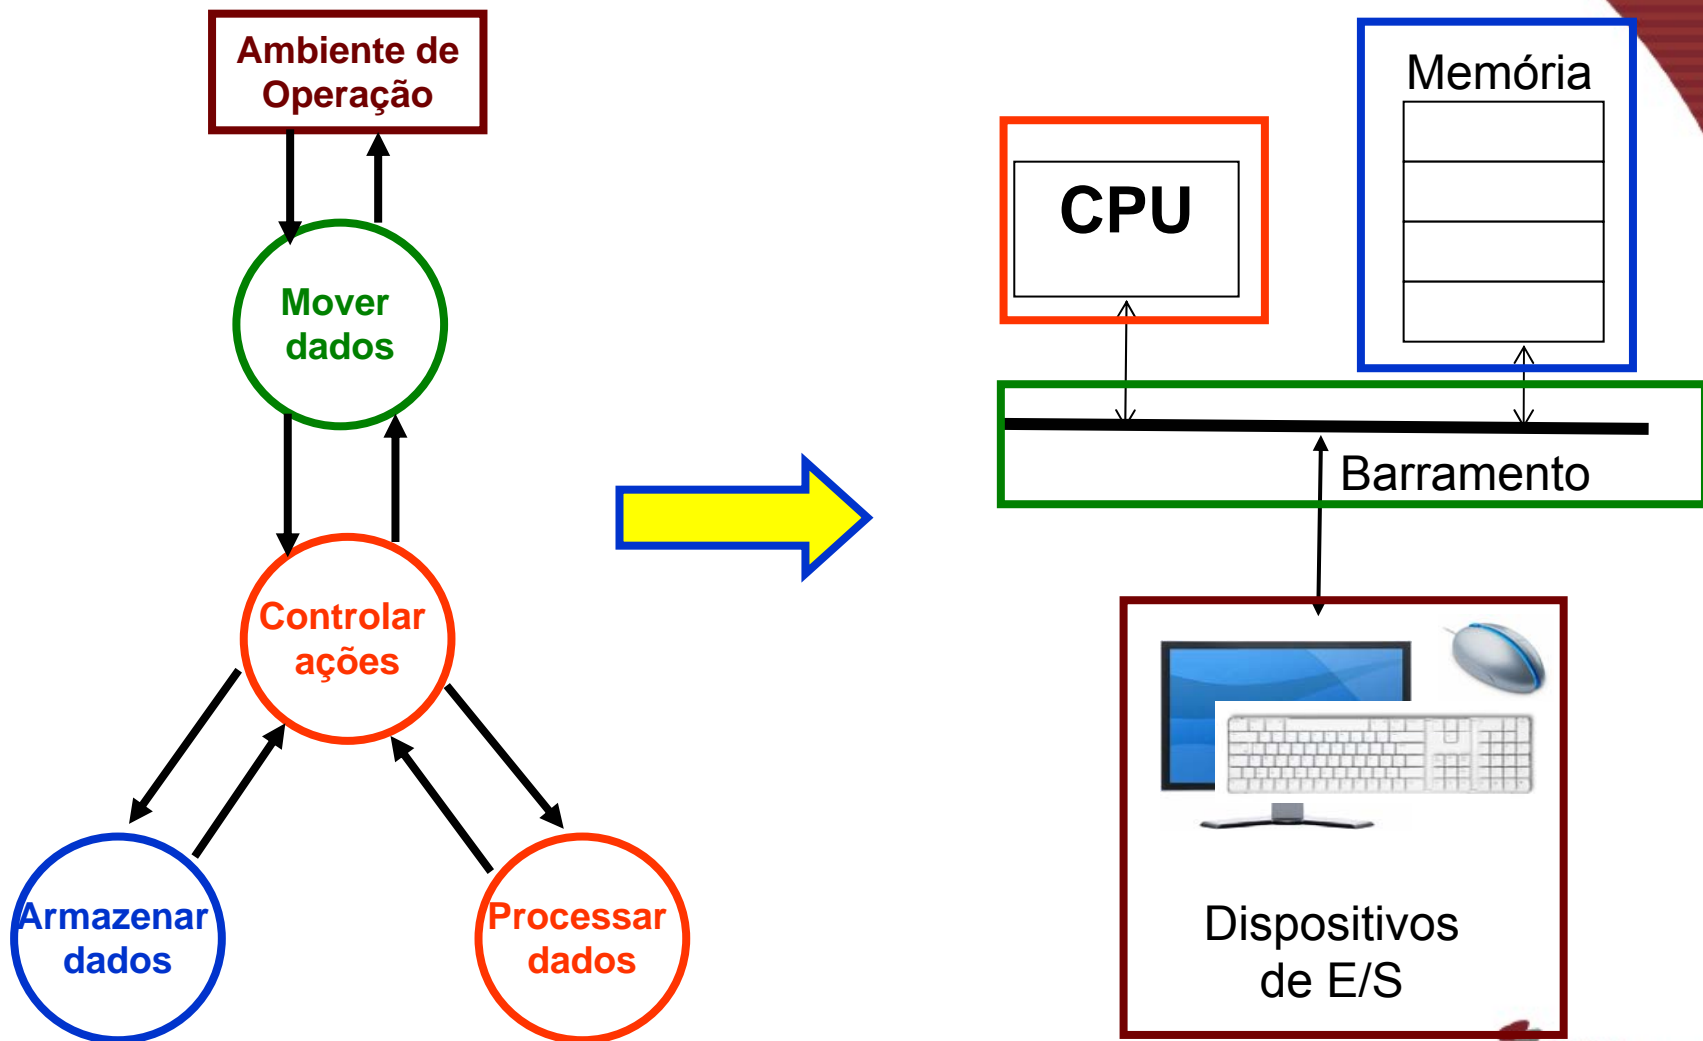 Ambiente de
Operação
Mover
dados
Controlar
ações
Armazenar
dados
Processar
dados
CPU
Memória
Barramento
Dispositivos
de E/S